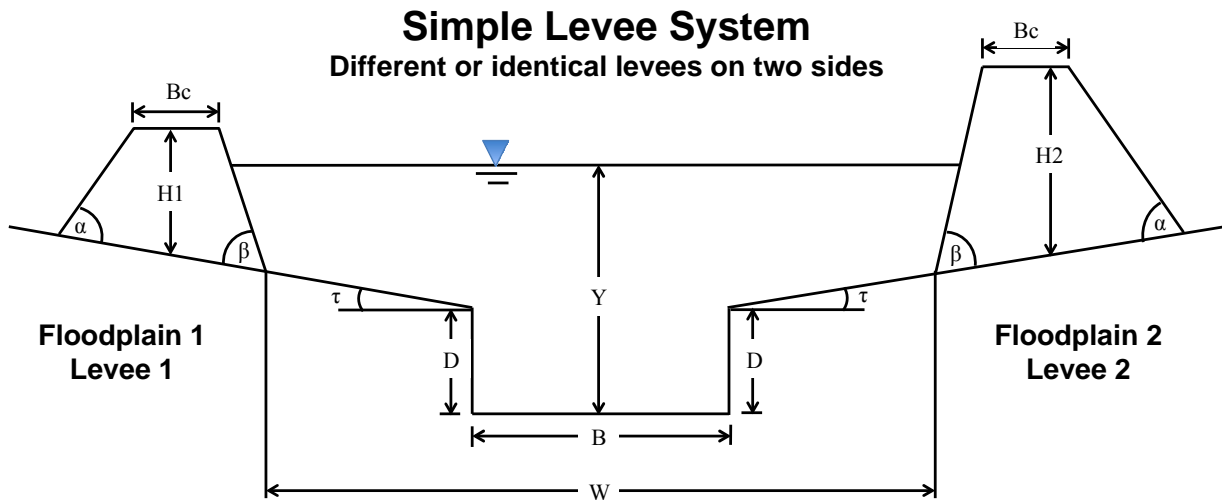 Simple Levee System
Different or identical levees on two sides
Bc
Bc
H1
H2
α
β
β
α
τ
Y
τ
Floodplain 1
Levee 1
D
D
Floodplain 2
Levee 2
B
W